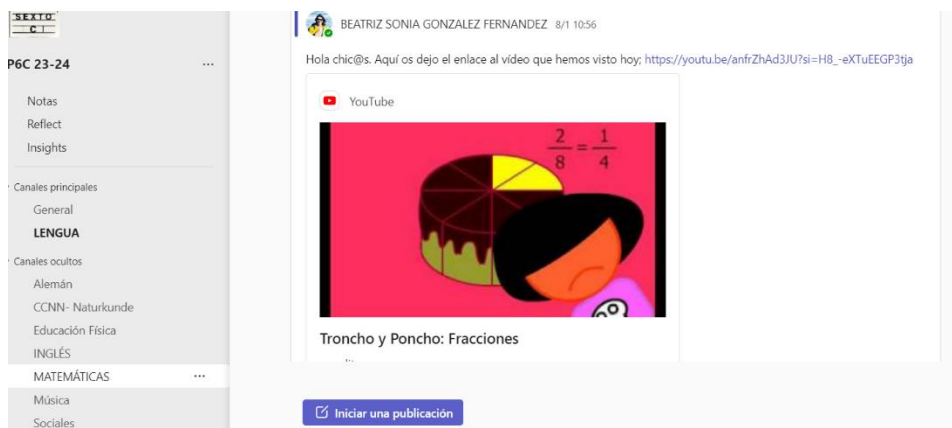 SEXTO
C
P6C 23-24
...
Notas
Reflect
Insights
Canales principales
General
LENGUA
Canales ocultos
Alemán
CCNN- Naturkunde
Educación Física
INGLÉS
MATEMÁTICAS ...
Música
Sociales
BEATRIZ SONIA GONZALEZ FERNANDEZ 8/1 10:56
Hola chic@s. Aquí os dejo el enlace al vídeo que hemos visto hoy; https://youtu.be/anfrZhAd3JU?si=H8_-eXTuEEGP3tja
YouTube
2/8 = 1/4
Troncho y Poncho: Fracciones
Iniciar una publicación